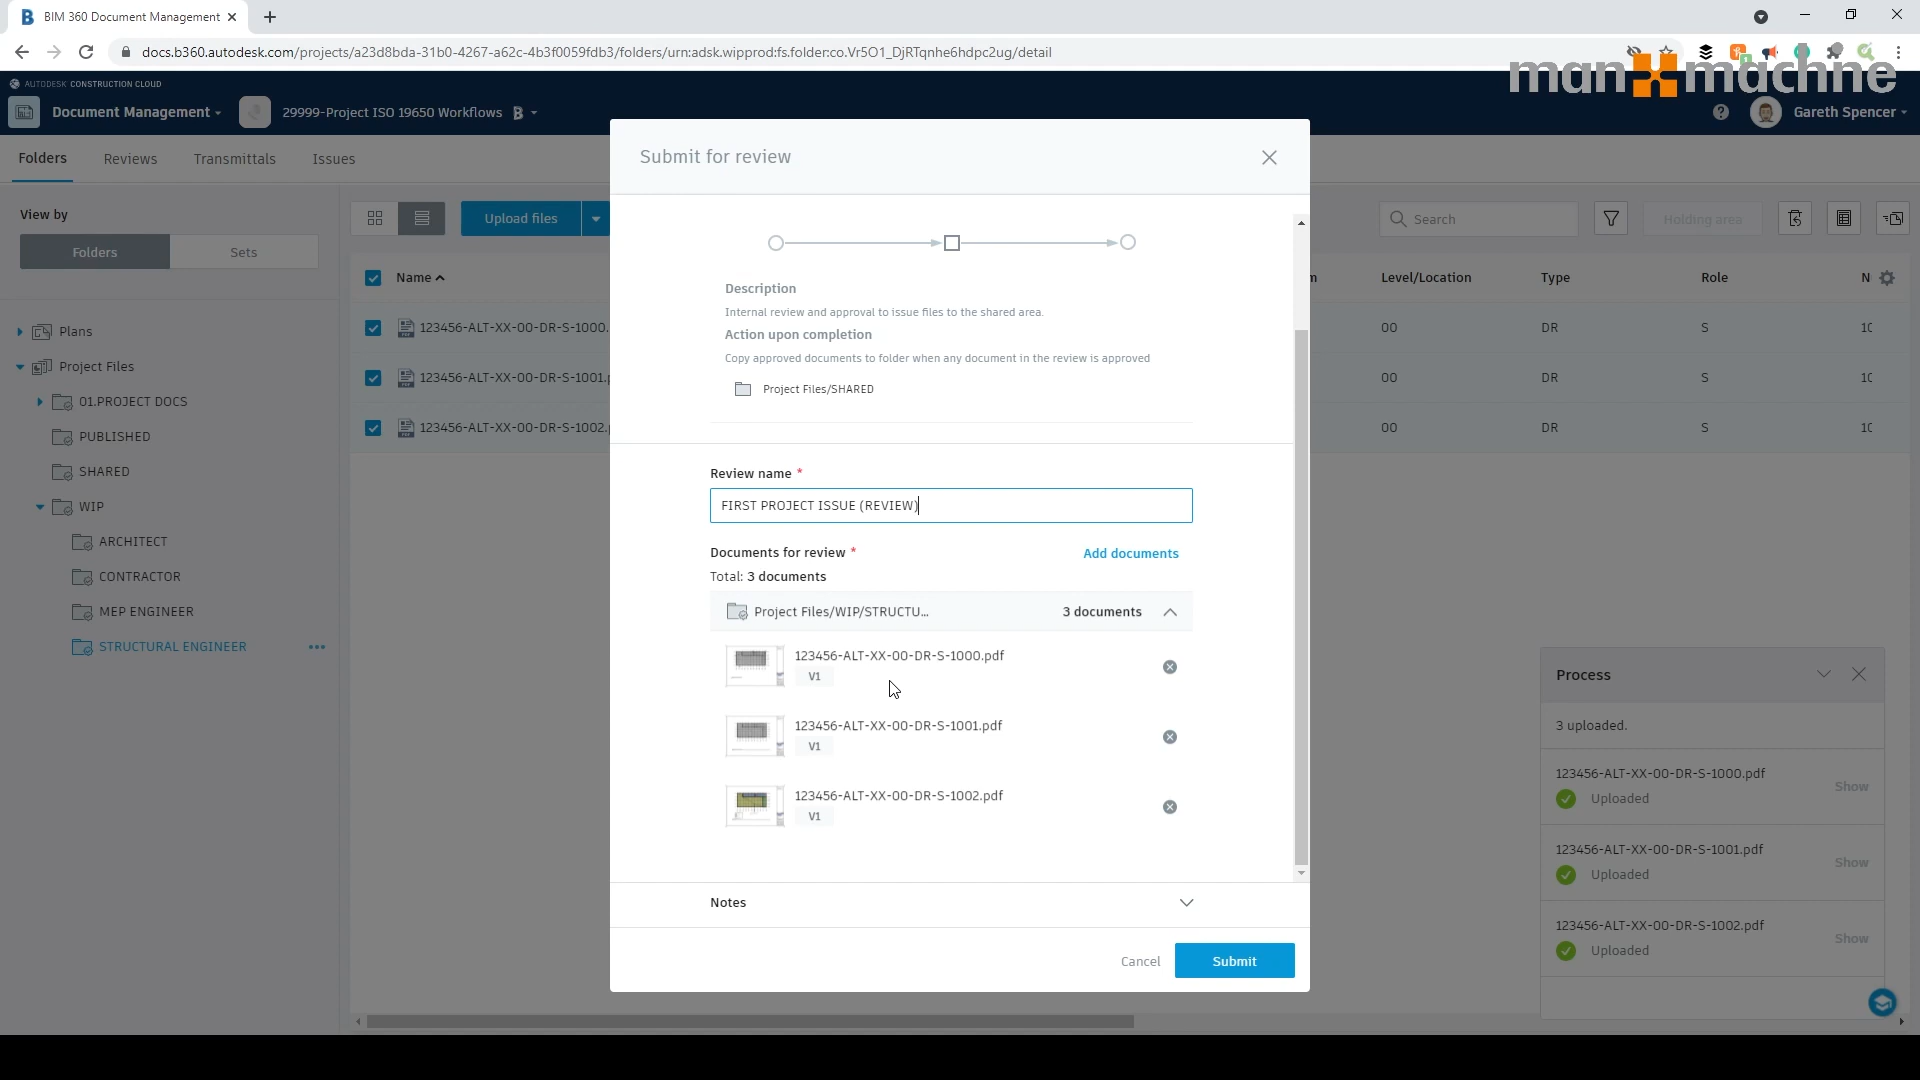 BIM 360 Document Management
docs.b360.autodesk.com/projects/a23d8bda-31b0-4267-a62c-4b3f0059fdb3/folders/urn:adsk.wipprod:fs.folder:co.Vr5O1_DjRTqnhe6hdpc2ug/detail
AUTODESK CONSTRUCTION CLOUD
man machine
Document Management
29999-Project ISO 19650 Workflows
Gareth Spencer
Folders
Reviews
Transmittals
Issues
View by
Folders
Sets
Plans
Project Files
01.PROJECT DOCS
PUBLISHED
SHARED
WIP
ARCHITECT
CONTRACTOR
MEP ENGINEER
STRUCTURAL ENGINEER
Upload files
Search
Holding area
Name
Level/Location
Type
Role
N
123456-ALT-XX-00-DR-S-1000.
00
DR
S
10
123456-ALT-XX-00-DR-S-1001.p
00
DR
S
10
123456-ALT-XX-00-DR-S-1002.p
00
DR
S
10
Submit for review
Description
Internal review and approval to issue files to the shared area.
Action upon completion
Copy approved documents to folder when any document in the review is approved
Project Files/SHARED
Review name *
FIRST PROJECT ISSUE (REVIEW)
Documents for review *
Add documents
Total: 3 documents
Project Files/WIP/STRUCTU...
3 documents
123456-ALT-XX-00-DR-S-1000.pdf
V1
123456-ALT-XX-00-DR-S-1001.pdf
V1
123456-ALT-XX-00-DR-S-1002.pdf
V1
Notes
Cancel
Submit
Process
3 uploaded.
123456-ALT-XX-00-DR-S-1000.pdf
Uploaded
Show
123456-ALT-XX-00-DR-S-1001.pdf
Uploaded
Show
123456-ALT-XX-00-DR-S-1002.pdf
Uploaded
Show